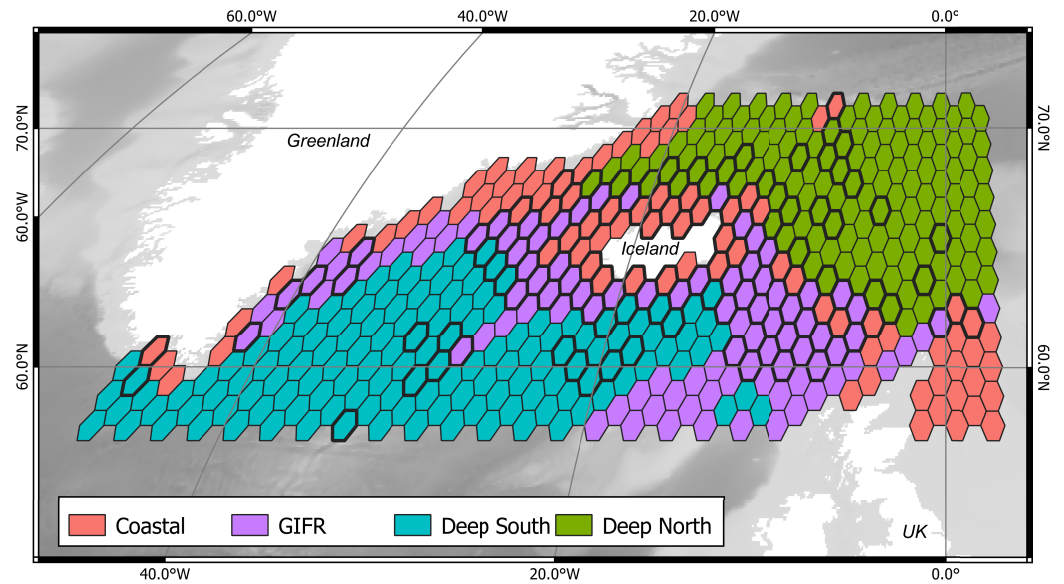 60.0°W 40.0°W 20.0°W 0.0°
70.0°N
70.0°N
Greenland
60.0°W
Iceland
60.0°N
60.0°N
Coastal GIFR Deep South Deep North
UK
40.0°W 20.0°W 0.0°